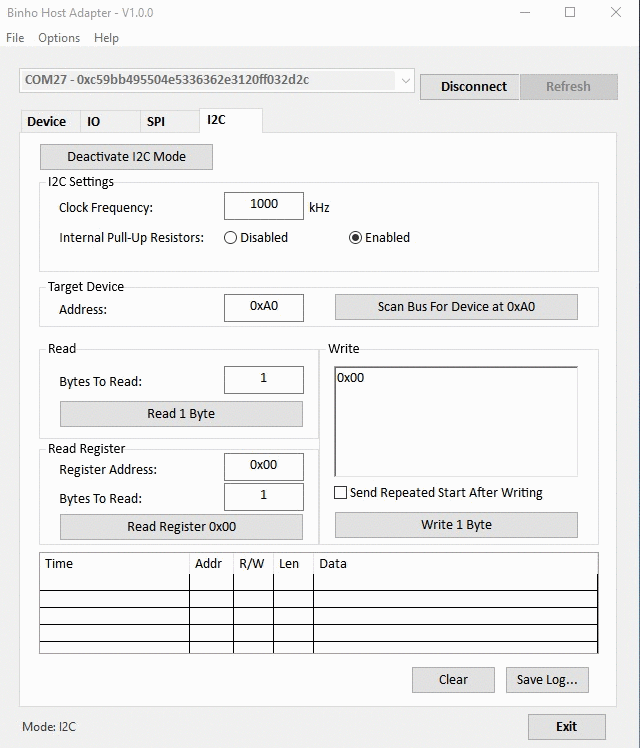 Binho Host Adapter - V1.0.0
File Options Help
COM27 - 0xc59bb495504e5336362e3120ff032d2c Disconnect Refresh
Device IO SPI I2C
Deactivate I2C Mode
I2C Settings
Clock Frequency: 1000 kHz
Internal Pull-Up Resistors: Disabled Enabled
Target Device
Address: 0xA0 Scan Bus For Device at 0xA0
Read
Bytes To Read: 1
Read 1 Byte
Read Register
Register Address: 0x00
Bytes To Read: 1
Read Register 0x00
Write
0x00
Send Repeated Start After Writing
Write 1 Byte
Time Addr R/W Len Data
Clear Save Log...
Mode: I2C Exit